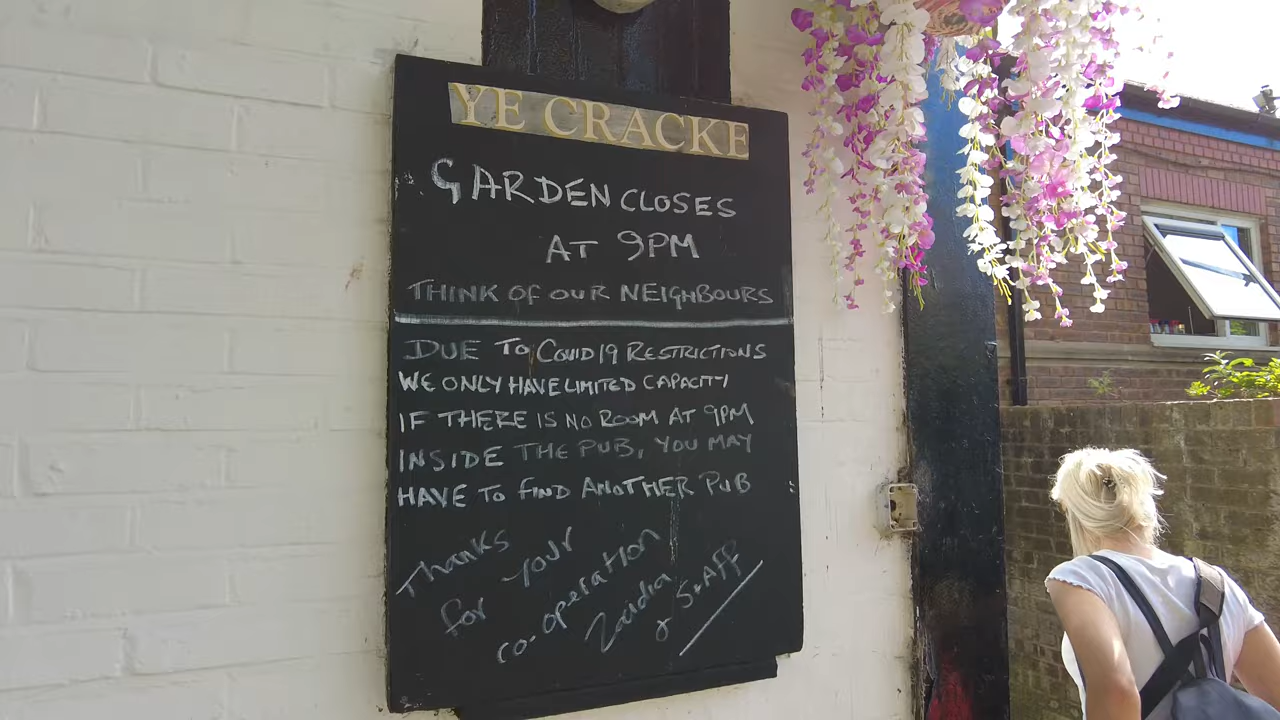 YE CRACKE
GARDEN CLOSES
AT 9PM
THINK OF OUR NEIGHBOURS
DUE TO COVID19 RESTRICTIONS
WE ONLY HAVE LIMITED CAPACITY
IF THERE IS NO ROOM AT 9PM
INSIDE THE PUB, YOU MAY
HAVE TO FIND ANOTHER PUB
Thanks
for your
co-operation
& STAFF